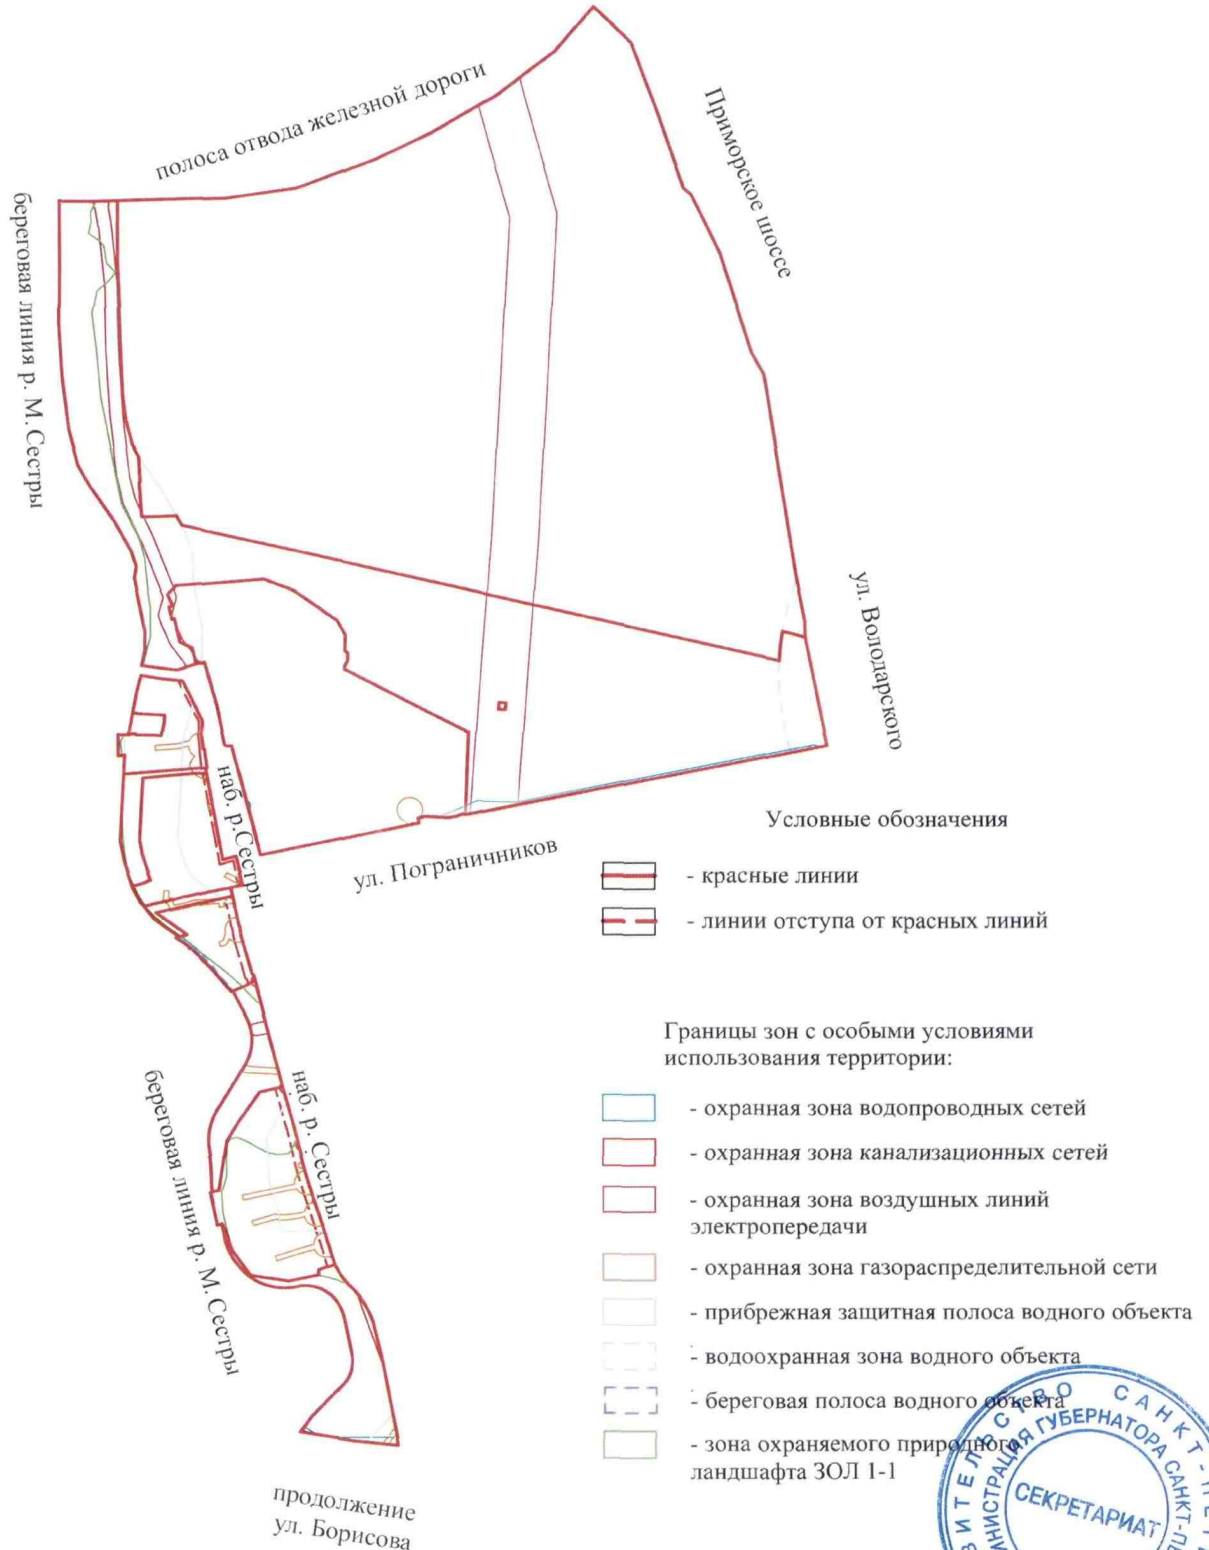 полоса отвода железной дороги
Приморское шоссе
береговая линия р. М. Сестры
ул. Володарского
наб. р.Сестры
ул. Пограничников
Условные обозначения
- красные линии
- линии отступа от красных линий
Границы зон с особыми условиями
использования территории:
- охранная зона водопроводных сетей
- охранная зона канализационных сетей
- охранная зона воздушных линий
электропередачи
- охранная зона газораспределительной сети
- прибрежная защитная полоса водного объекта
- водоохранная зона водного объекта
- береговая полоса водного объекта
- зона охраняемого природного
ландшафта ЗОЛ 1-1
береговая линия р. М. Сестры
наб. р. Сестры
продолжение
ул. Борисова
САНКТ-
ГУБЕРНАТОРА САНКТ-
СЕКРЕТАРИАТ